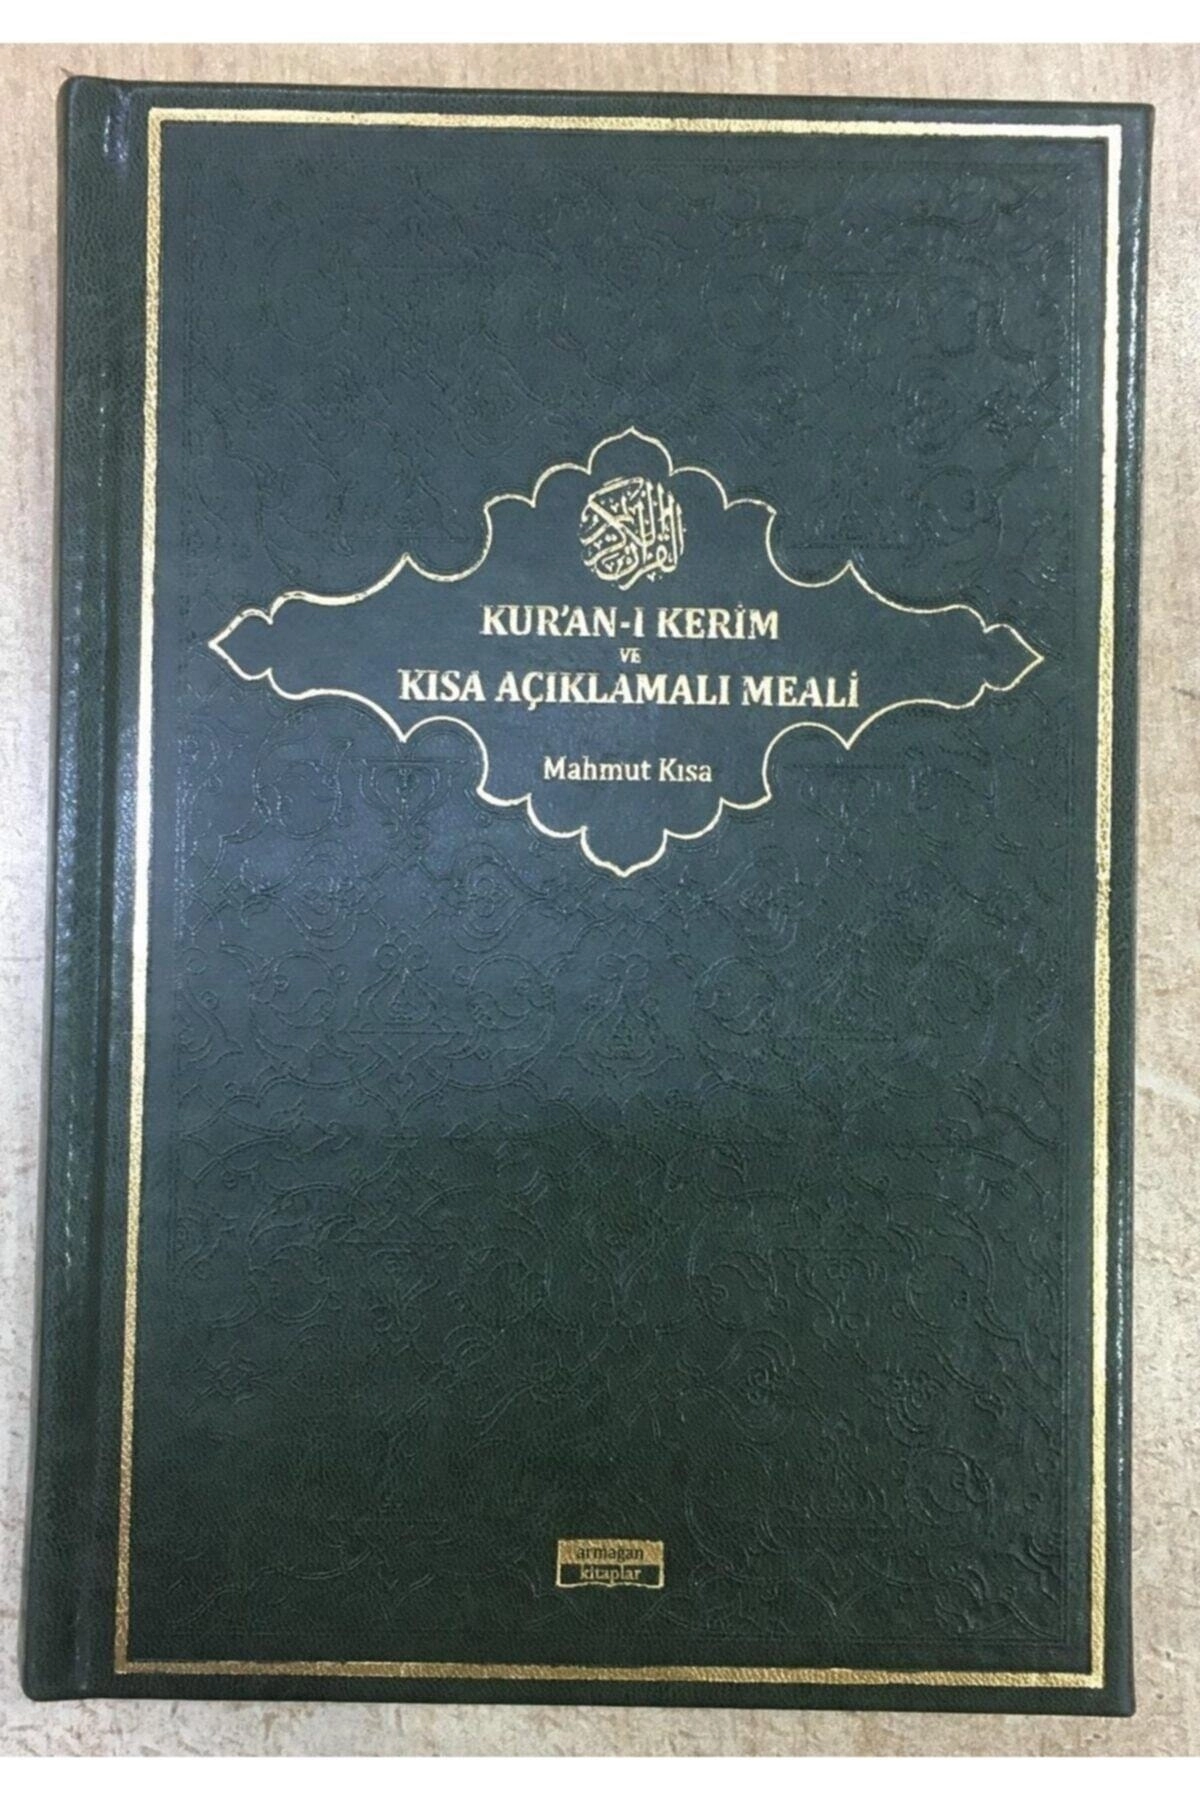 القرآن الكريم
KUR'AN-I KERİM
VE
KISA AÇIKLAMALI MEALİ
Mahmut Kısa
armağan
kitaplar